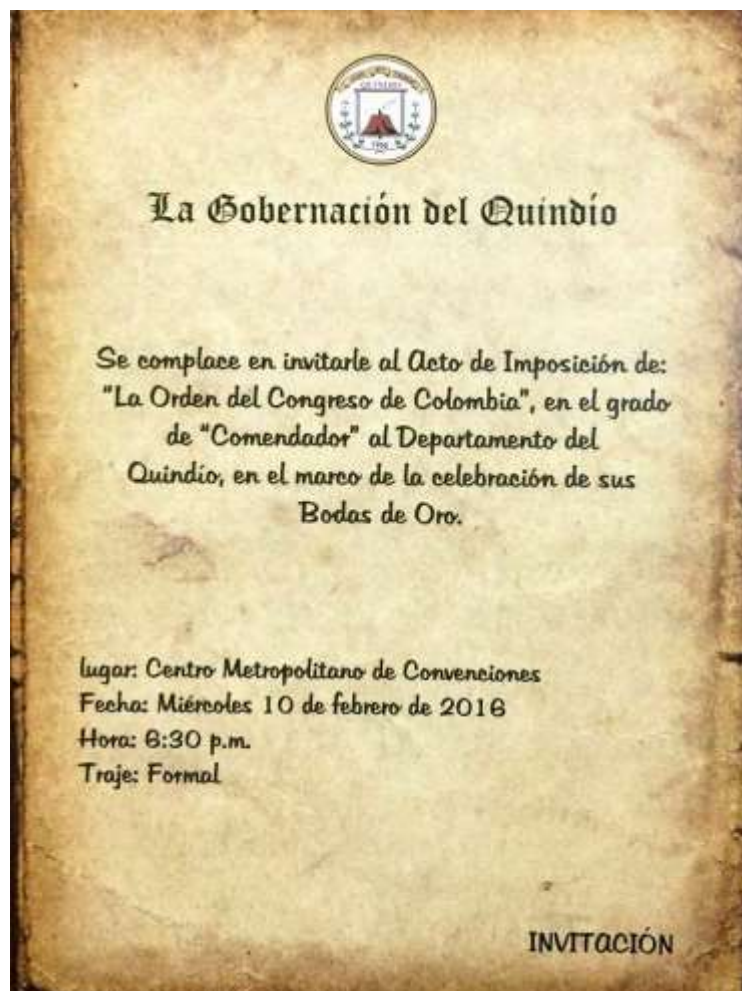 QUINDIO
1966
La Gobernación del Quindío
Se complace en invitarle al Acto de Imposición de:
"La Orden del Congreso de Colombia", en el grado
de "Comendador" al Departamento del
Quindío, en el marco de la celebración de sus
Bodas de Oro.
lugar: Centro Metropolitano de Convenciones
Fecha: Miércoles 10 de febrero de 2016
Hora: 6:30 p.m.
Traje: Formal
INVITACIÓN